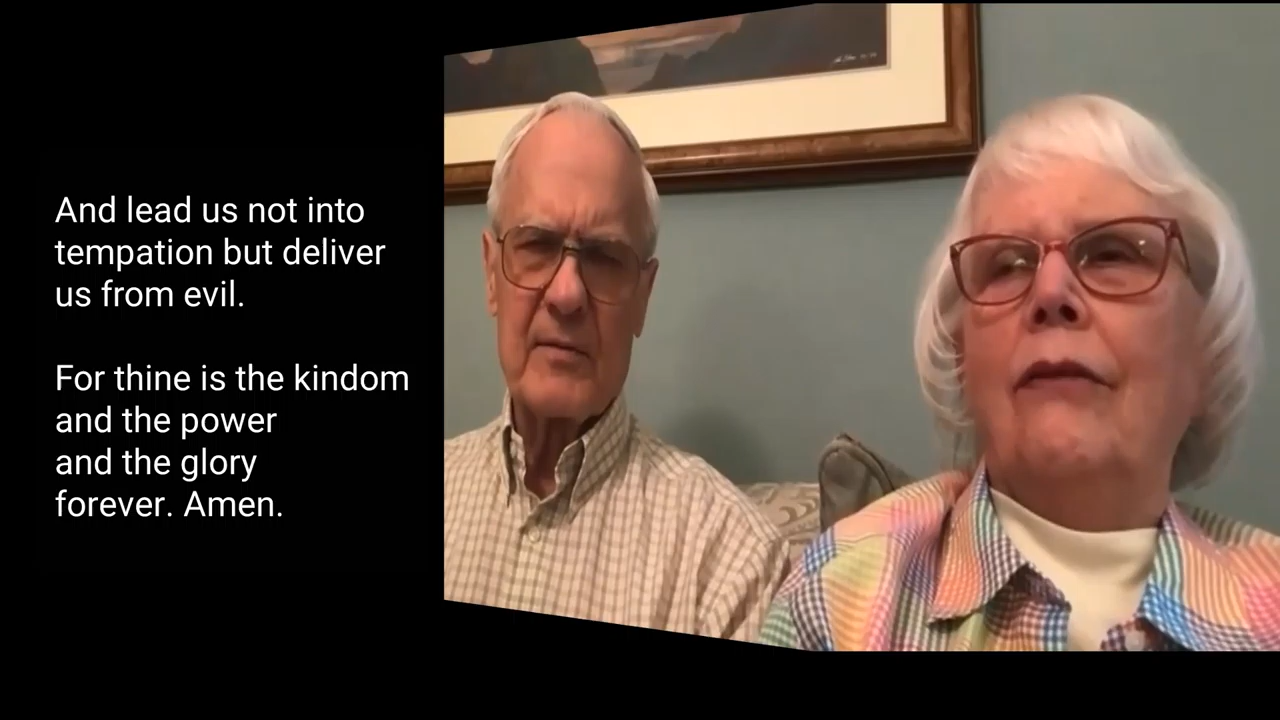 And lead us not into
tempation but deliver
us from evil.
For thine is the kindom
and the power
and the glory
forever. Amen.